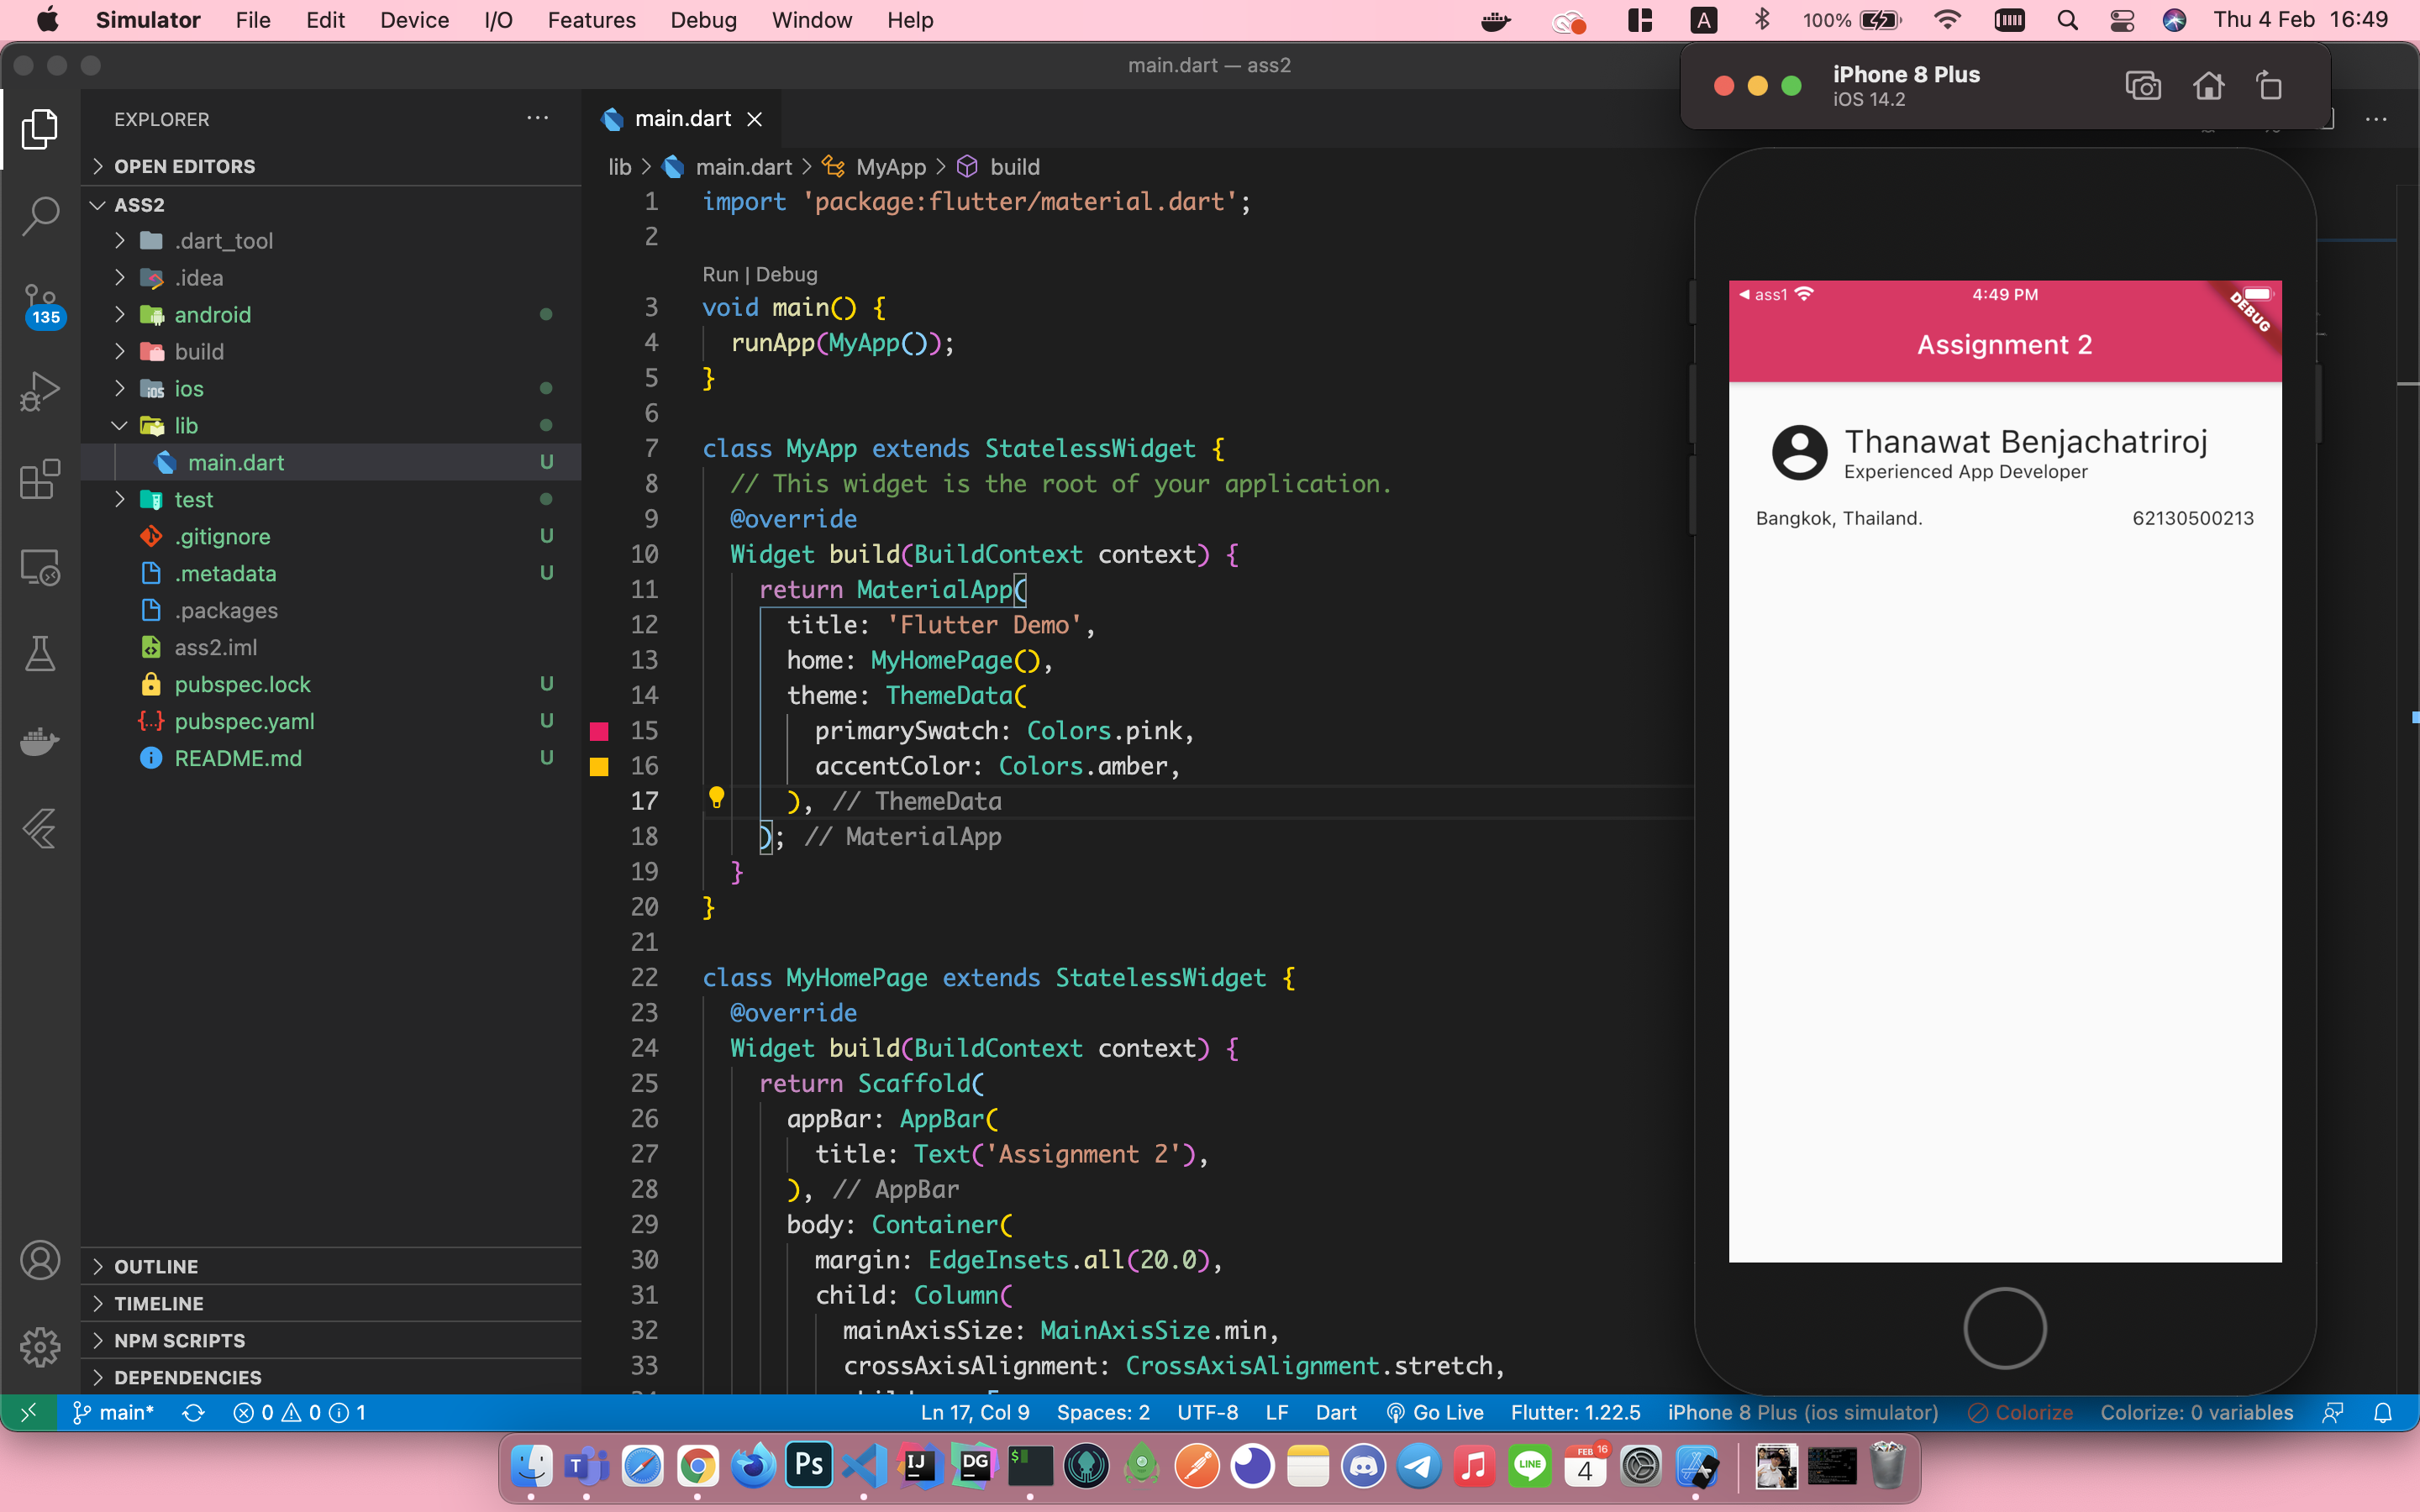 Simulator File Edit Device I/O Features Debug Window Help A 100% Thu 4 Feb 16:49
main.dart — ass2
iPhone 8 Plus
iOS 14.2
EXPLORER
OPEN EDITORS
ASS2
.dart_tool
.idea
android
build
ios
lib
main.dart U
test
.gitignore U
.metadata U
.packages
ass2.iml
pubspec.lock U
pubspec.yaml U
README.md U
OUTLINE
TIMELINE
NPM SCRIPTS
DEPENDENCIES
135
main.dart
lib > main.dart > MyApp > build
1 import 'package:flutter/material.dart';
2
Run | Debug
3 void main() {
4 runApp(MyApp());
5 }
6
7 class MyApp extends StatelessWidget {
8 // This widget is the root of your application.
9 @override
10 Widget build(BuildContext context) {
11 return MaterialApp(
12 title: 'Flutter Demo',
13 home: MyHomePage(),
14 theme: ThemeData(
15 primarySwatch: Colors.pink,
16 accentColor: Colors.amber,
17 ), // ThemeData
18 ); // MaterialApp
19 }
20 }
21
22 class MyHomePage extends StatelessWidget {
23 @override
24 Widget build(BuildContext context) {
25 return Scaffold(
26 appBar: AppBar(
27 title: Text('Assignment 2'),
28 ), // AppBar
29 body: Container(
30 margin: EdgeInsets.all(20.0),
31 child: Column(
32 mainAxisSize: MainAxisSize.min,
33 crossAxisAlignment: CrossAxisAlignment.stretch,
ass1 4:49 PM
DEBUG
Assignment 2
Thanawat Benjachatriroj
Experienced App Developer
Bangkok, Thailand. 62130500213
main* 0 0 1 Ln 17, Col 9 Spaces: 2 UTF-8 LF Dart Go Live Flutter: 1.22.5 iPhone 8 Plus (ios simulator) Colorize Colorize: 0 variables
T Ps IJ DG $ LINE FEB 4 16